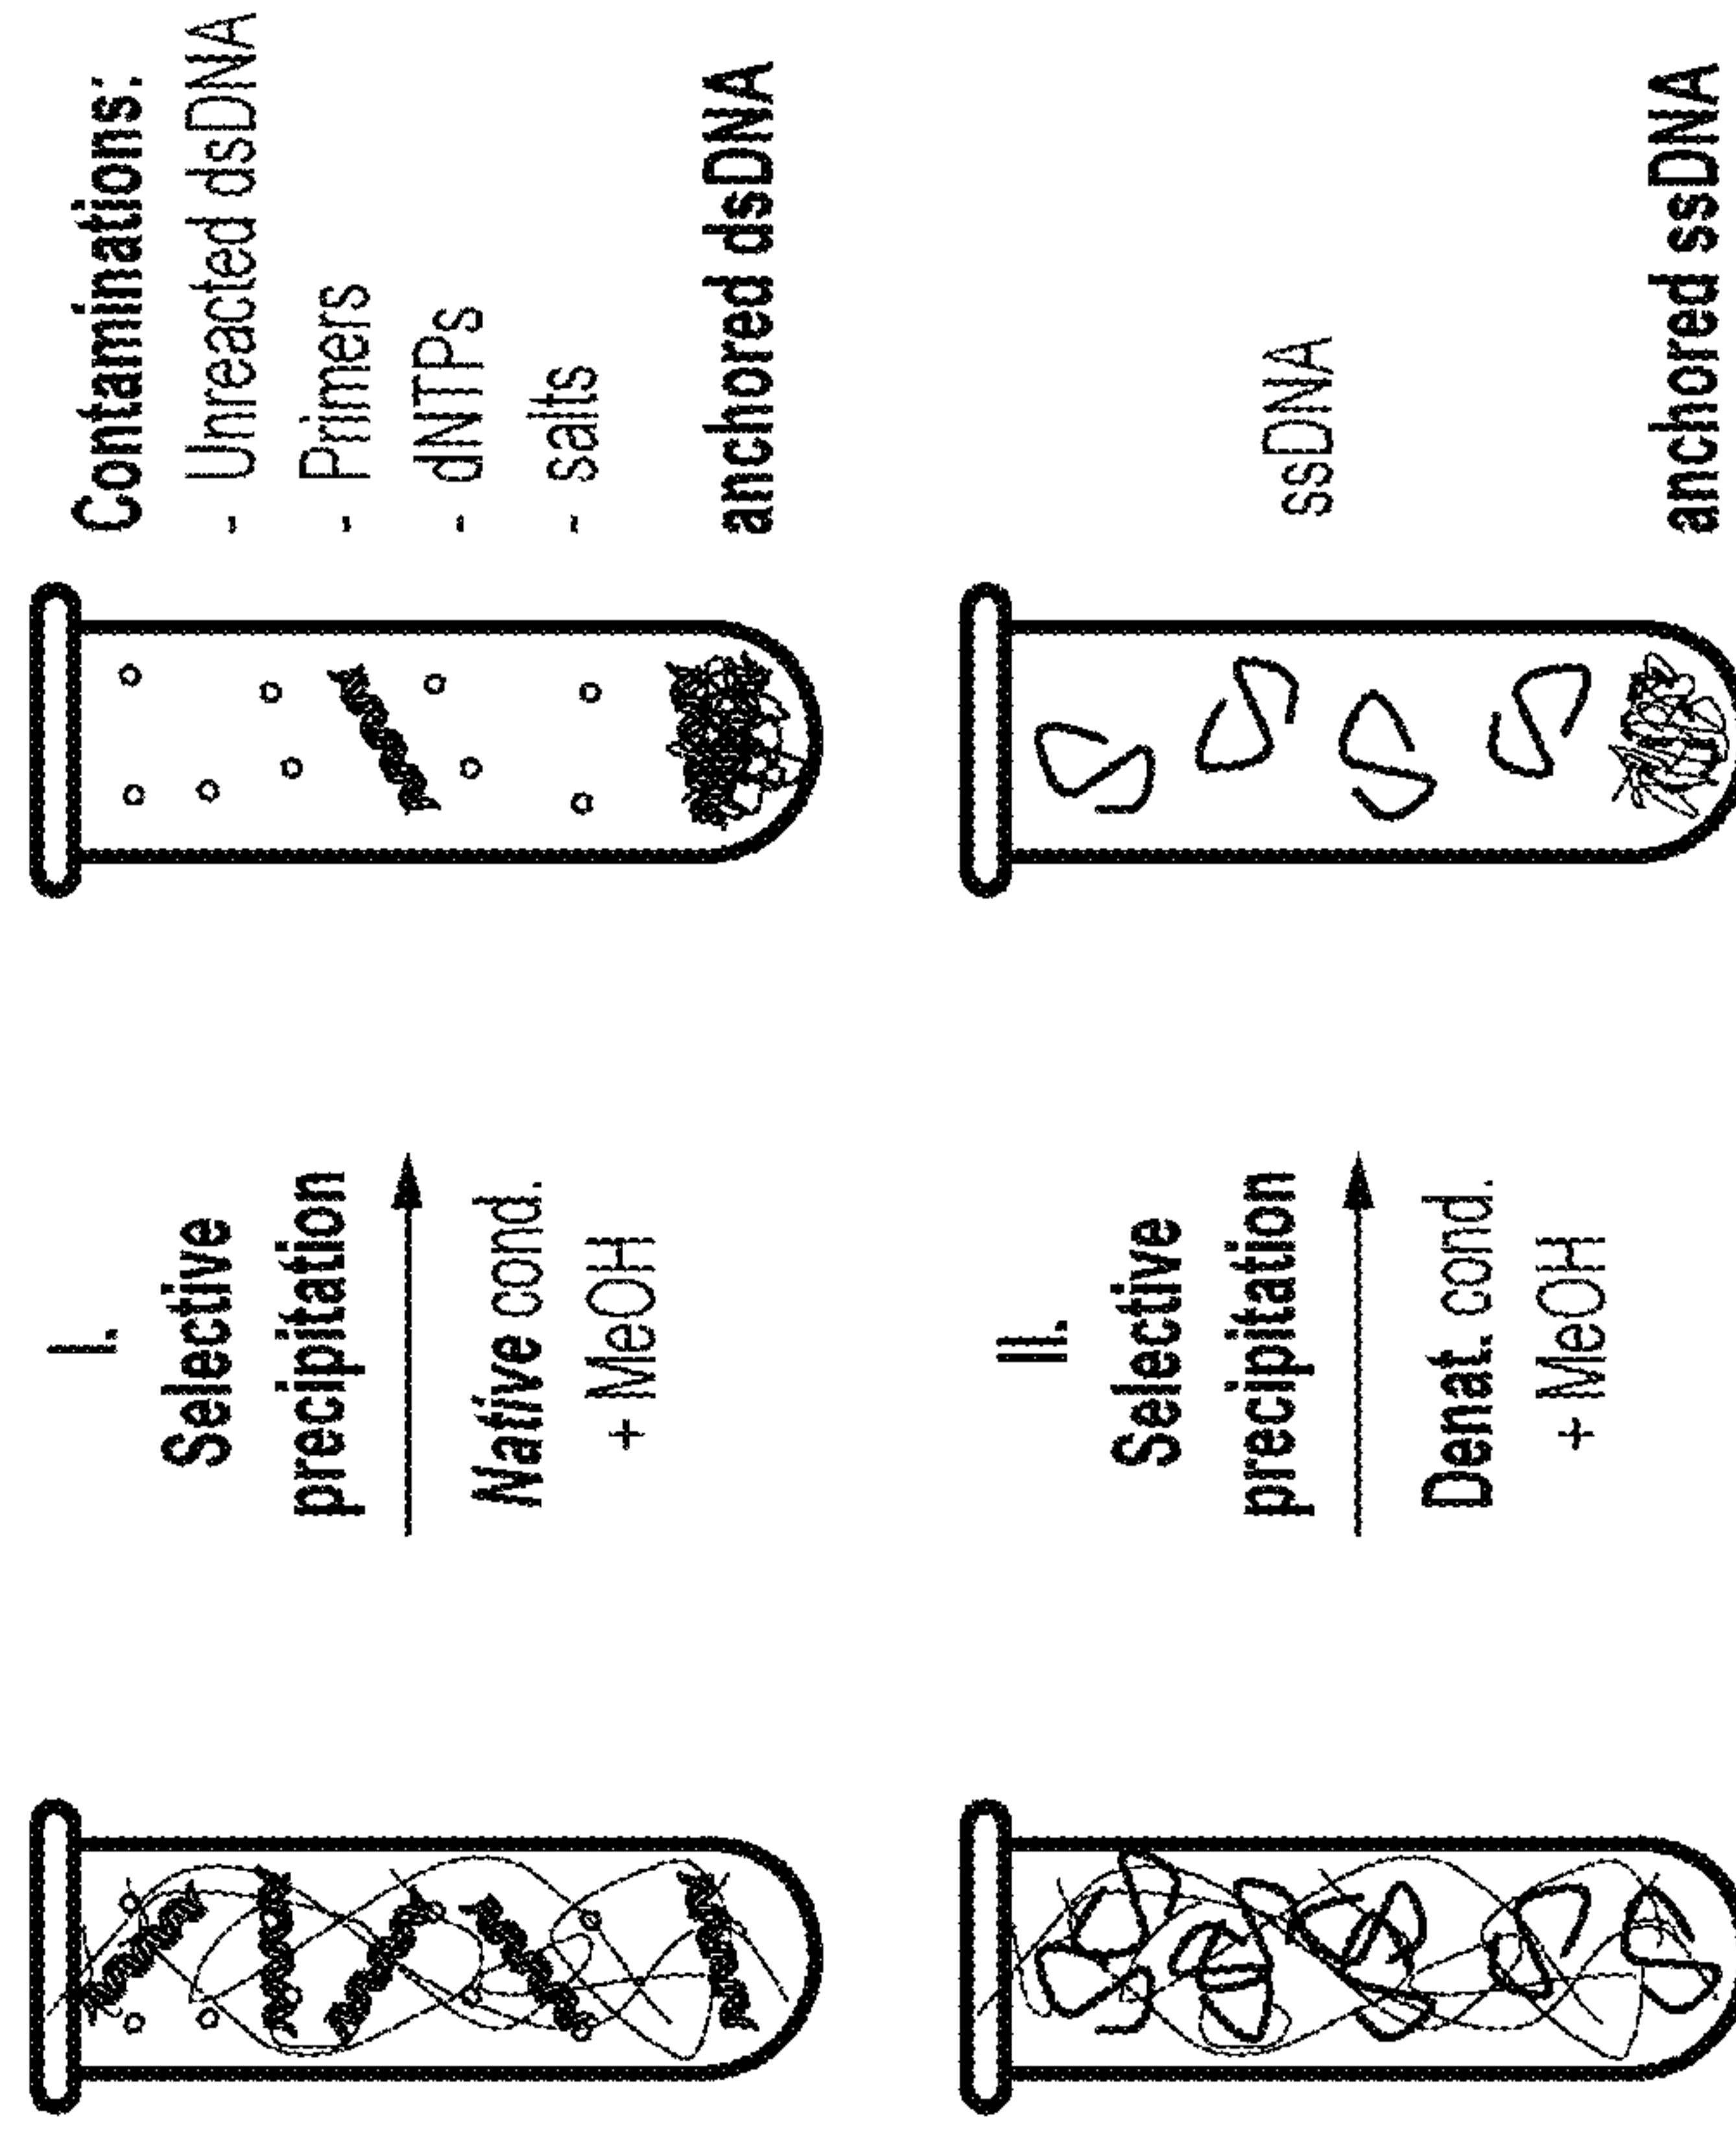 I.
Selective
precipitation
Native cond.
+ MeOH
Contaminations:
- Unreacted dsDNA
- Primers
- dNTPs
- salts
anchored dsDNA
II.
Selective
precipitation
Denat. cond.
+ MeOH
ssDNA
anchored ssDNA